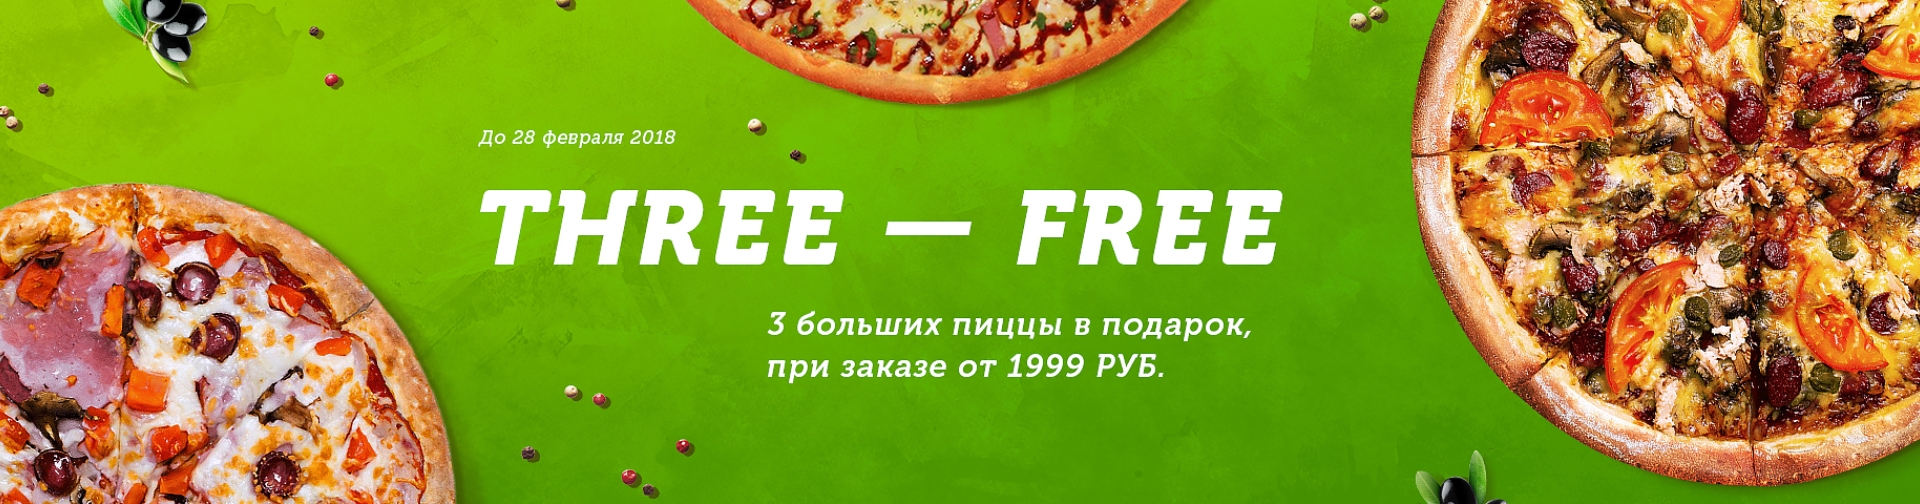 До 28 февраля 2018
THREE — FREE
3 больших пиццы в подарок,
при заказе от 1999 РУБ.